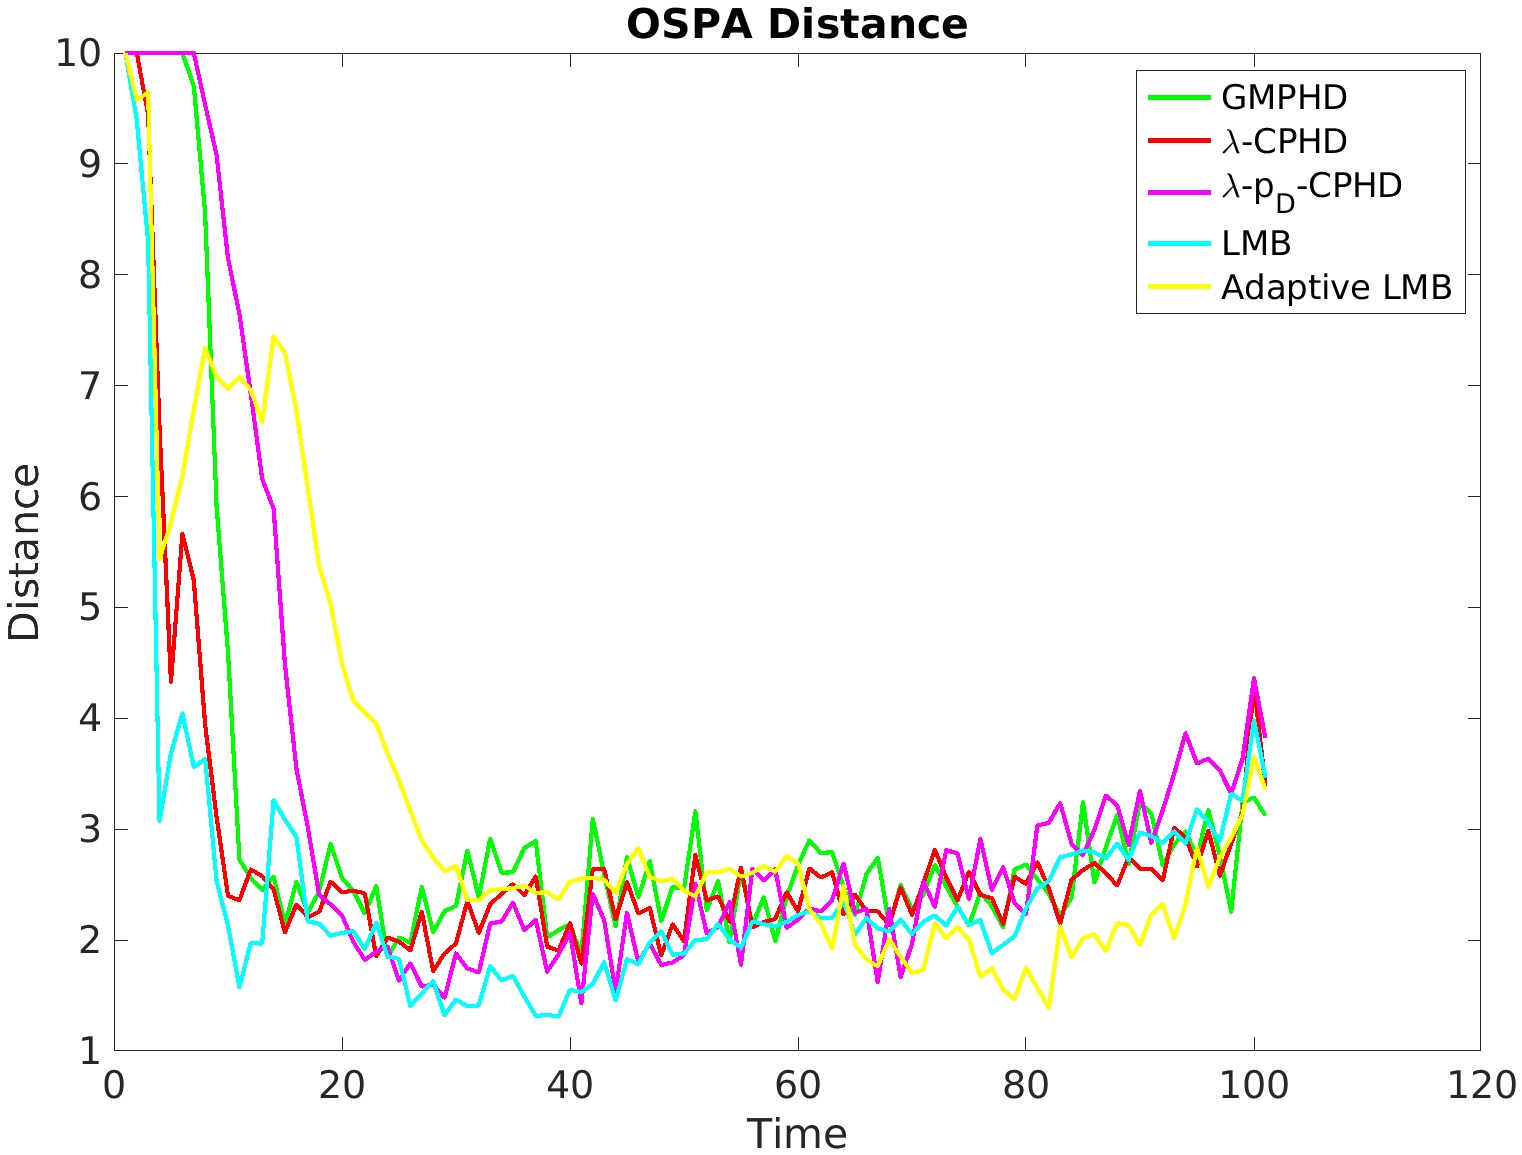 OSPA Distance
10
9
8
7
6
5
4
3
2
1
Distance
GMPHD
λ-CPHD
λ-p_D-CPHD
LMB
Adaptive LMB
0 20 40 60 80 100 120
Time